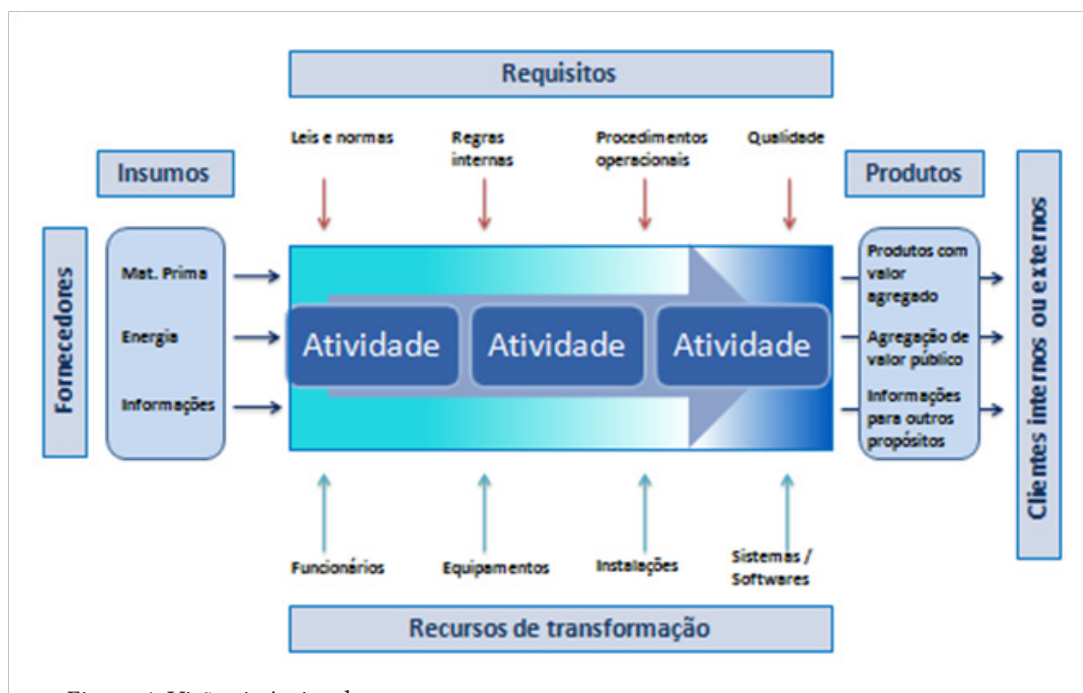 Requisitos
Leis e normas
Regras
internas
Procedimentos
operacionais
Qualidade
Insumos
Produtos
Fornecedores
Mat. Prima
Energia
Informações
Atividade
Atividade
Atividade
Produtos com
valor
agregado
Agregação de
valor público
Informações
para outros
propósitos
Clientes internos ou externos
Funcionários
Equipamentos
Instalações
Sistemas /
Softwares
Recursos de transformação